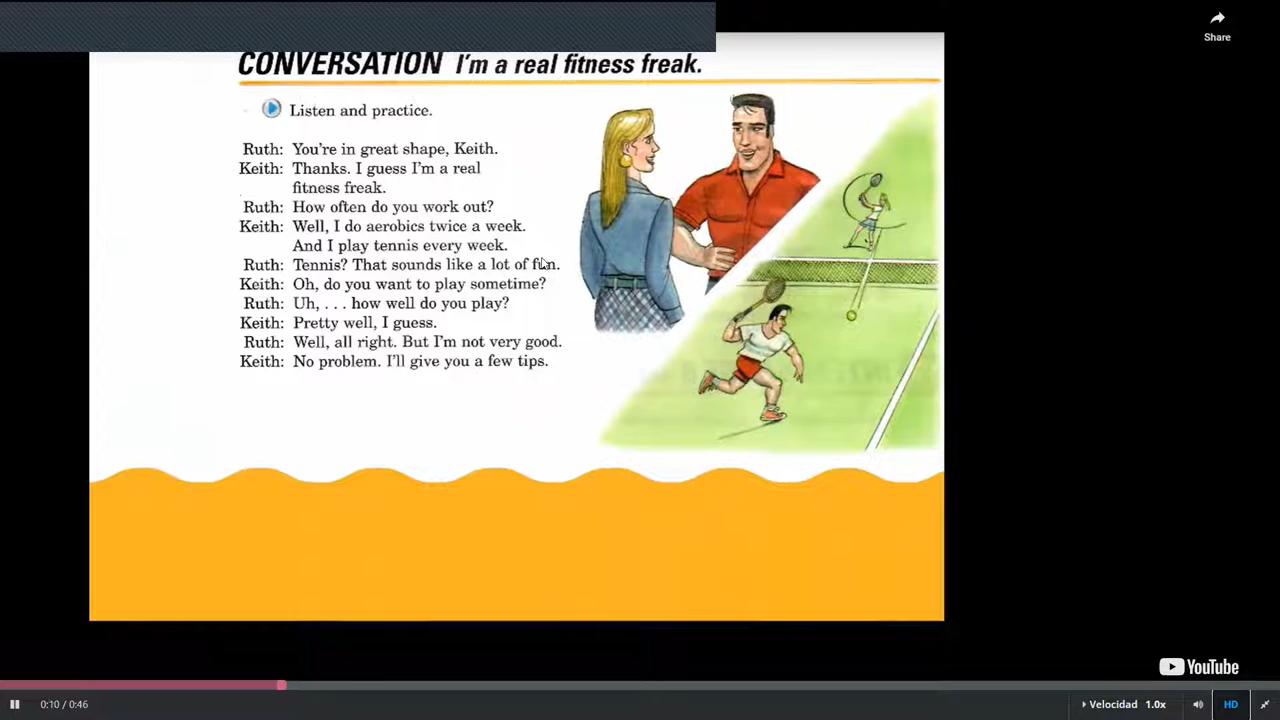 Share
CONVERSATION I'm a real fitness freak.
Listen and practice.
Ruth: You're in great shape, Keith.
Keith: Thanks. I guess I'm a real
fitness freak.
Ruth: How often do you work out?
Keith: Well, I do aerobics twice a week.
And I play tennis every week.
Ruth: Tennis? That sounds like a lot of fun.
Keith: Oh, do you want to play sometime?
Ruth: Uh, . . . how well do you play?
Keith: Pretty well, I guess.
Ruth: Well, all right. But I'm not very good.
Keith: No problem. I'll give you a few tips.
YouTube
0:10 / 0:46
Velocidad 1.0x
HD